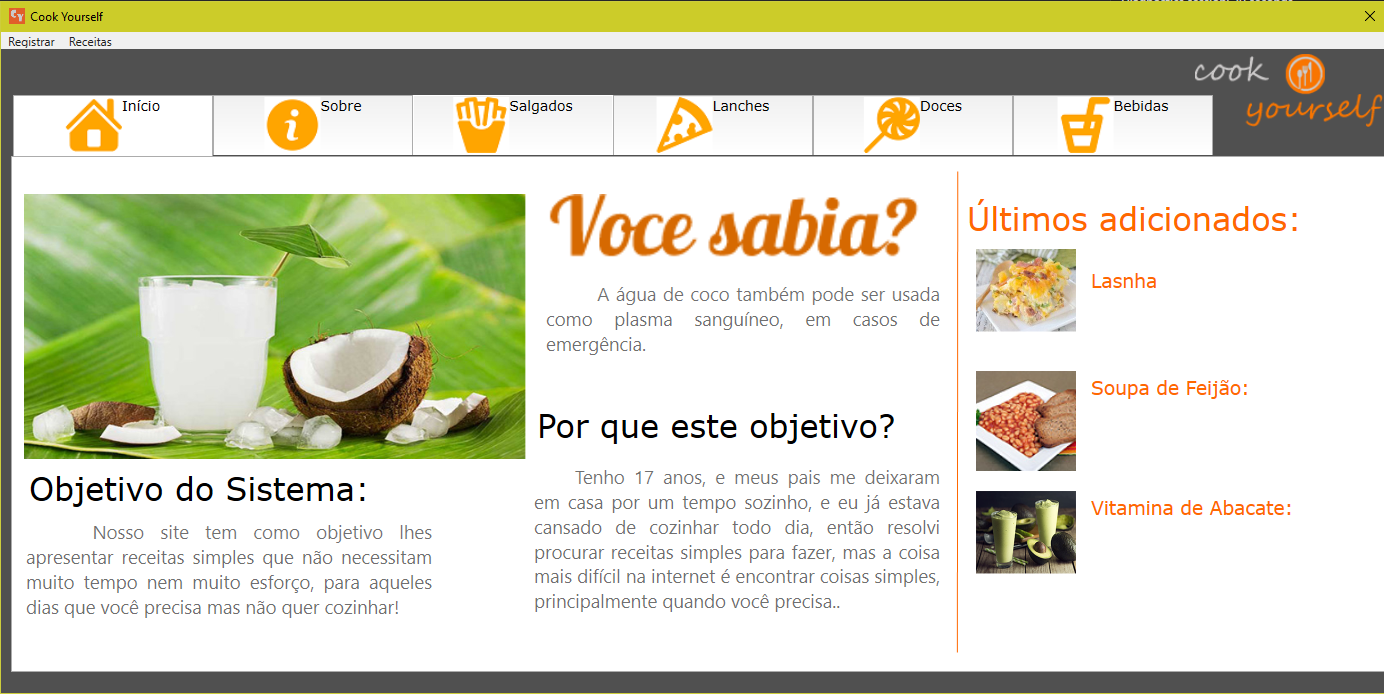 Cook Yourself
Registrar Receitas
cook
yourself
Início Sobre Salgados Lanches Doces Bebidas
Voce sabia?
A água de coco também pode ser usada
como plasma sanguíneo, em casos de
emergência.
Por que este objetivo?
Tenho 17 anos, e meus pais me deixaram
em casa por um tempo sozinho, e eu já estava
cansado de cozinhar todo dia, então resolvi
procurar receitas simples para fazer, mas a coisa
mais difícil na internet é encontrar coisas simples,
principalmente quando você precisa..
Objetivo do Sistema:
Nosso site tem como objetivo lhes
apresentar receitas simples que não necessitam
muito tempo nem muito esforço, para aqueles
dias que você precisa mas não quer cozinhar!
Últimos adicionados:
Lasnha
Soupa de Feijão:
Vitamina de Abacate: